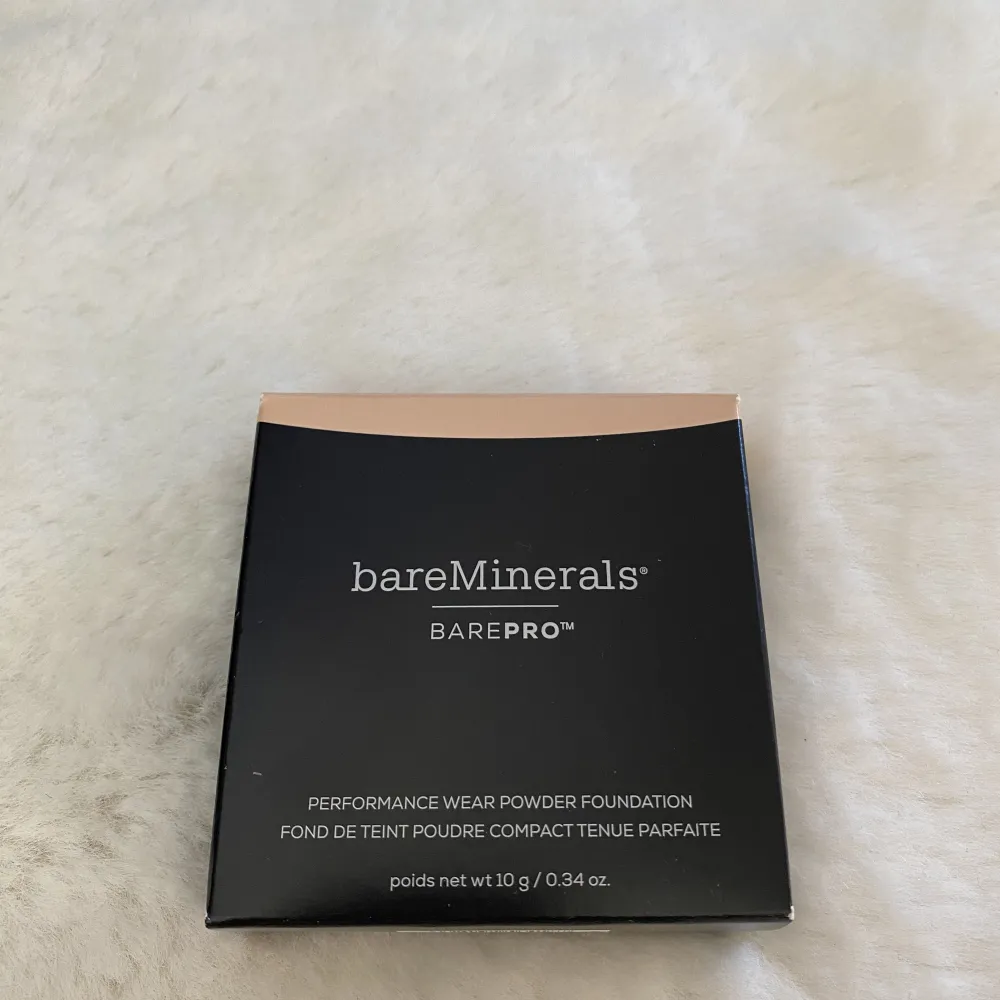 bareMinerals®
BAREPRO™
PERFORMANCE WEAR POWDER FOUNDATION
FOND DE TEINT POUDRE COMPACT TENUE PARFAITE
poids net wt 10 g / 0.34 oz.